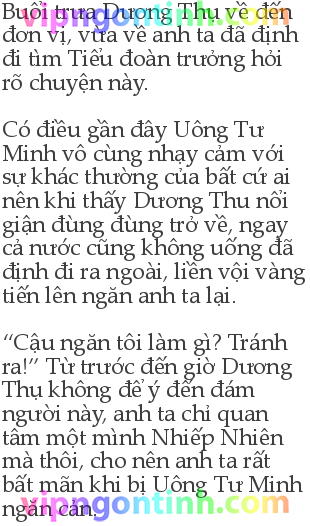 Buổi trưa Dương Thụ về đến
đơn vị, vừa về anh ta đã định
đi tìm Tiểu đoàn trưởng hỏi
rõ chuyện này.
Có điều gần đây Uông Tư
Minh vô cùng nhạy cảm với
sự khác thường của bất cứ ai
nên khi thấy Dương Thu nổi
giận đùng đùng trở về, ngay
cả nước cũng không uống đã
định đi ra ngoài, liền vội vàng
tiến lên ngăn anh ta lại.
“Cậu ngăn tôi làm gì? Tránh
ra!” Từ trước đến giờ Dương
Thụ không để ý đến đám
người này, anh ta chỉ quan
tâm một mình Nhiếp Nhiên
mà thôi, cho nên anh ta rất
bất mãn khi bị Uông Tư Minh
ngăn cản.
vipngontinh.com
vipngontinh.com